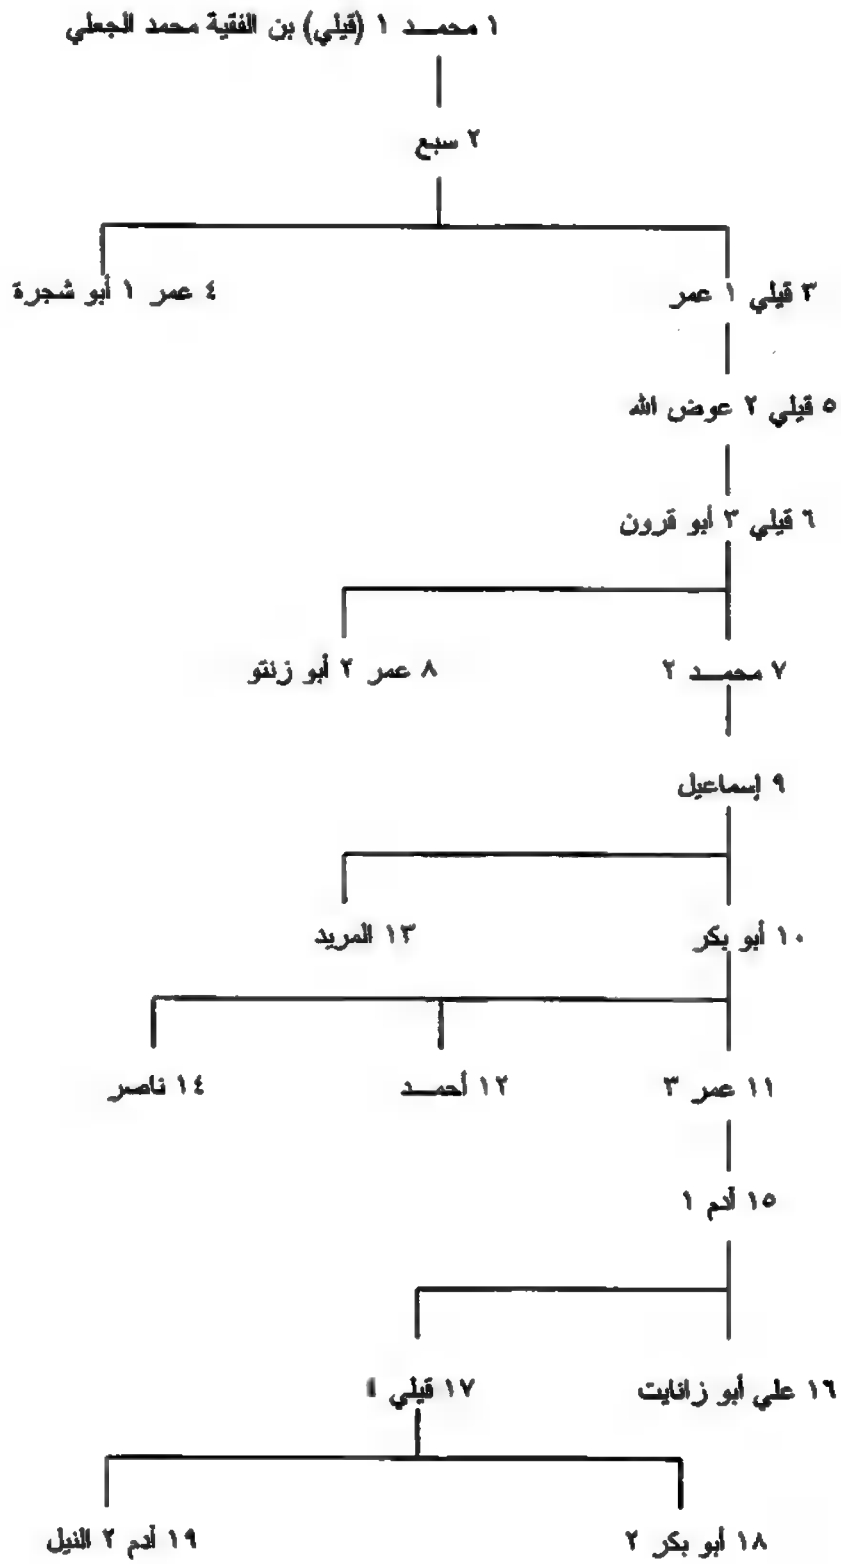 ١ محمــد ١ (قيلي) بن الفقية محمد الجعلي
٢ سبع
٣ قيلي ١ عمر
٤ عمر ١ أبو شجرة
٥ قيلي ٢ عوض الله
٦ قيلي ٣ أبو قرون
٧ محمــد ٢
٨ عمر ٢ أبو زنتو
٩ إسماعيل
١٠ أبو بكر
١٣ المريد
١١ عمر ٣
١٢ أحمــد
١٤ ناصر
١٥ آدم ١
١٦ علي أبو زانايت
١٧ قيلي ٤
١٨ أبو بكر ٢
١٩ آدم ٢ النيل